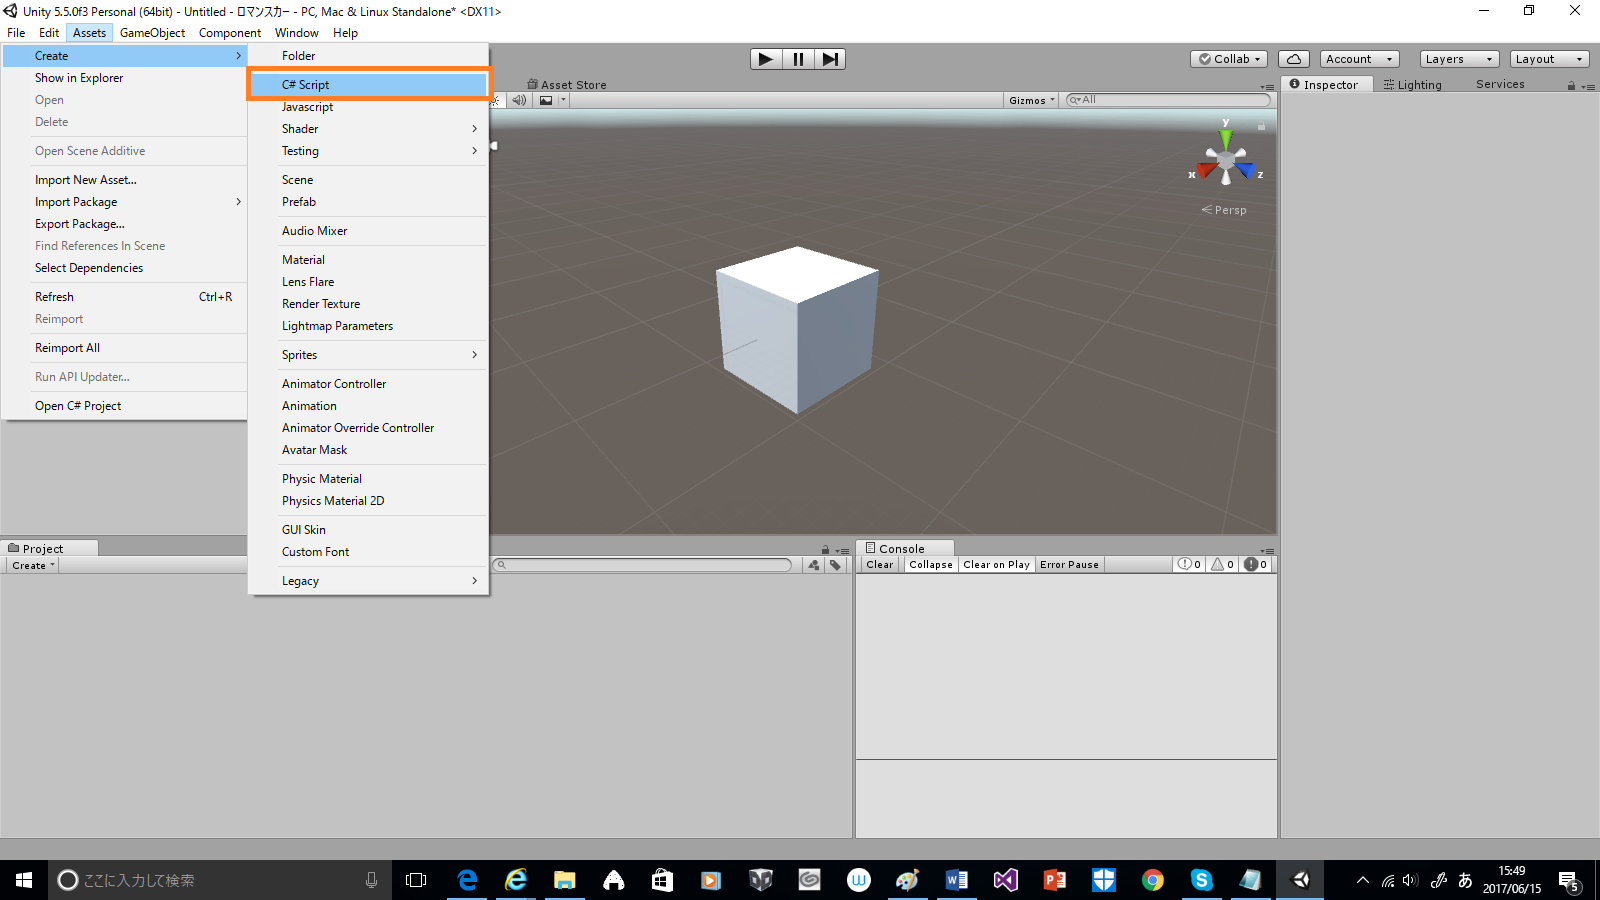 Unity 5.5.0f3 Personal (64bit) - Untitled - ロマンスカー - PC, Mac & Linux Standalone* <DX11>
File Edit Assets GameObject Component Window Help
Create
Show in Explorer
Open
Delete
Open Scene Additive
Import New Asset...
Import Package
Export Package...
Find References In Scene
Select Dependencies
Refresh Ctrl+R
Reimport
Reimport All
Run API Updater...
Open C# Project
Folder
C# Script
Javascript
Shader
Testing
Scene
Prefab
Audio Mixer
Material
Lens Flare
Render Texture
Lightmap Parameters
Sprites
Animator Controller
Animation
Animator Override Controller
Avatar Mask
Physic Material
Physics Material 2D
GUI Skin
Custom Font
Legacy
Collab Account Layers Layout
Asset Store
Gizmos All
y
x z
Persp
Inspector Lighting Services
Project
Create
Console
Clear Collapse Clear on Play Error Pause 0 0 0
ここに入力して検索
あ
15:49
2017/06/15
5